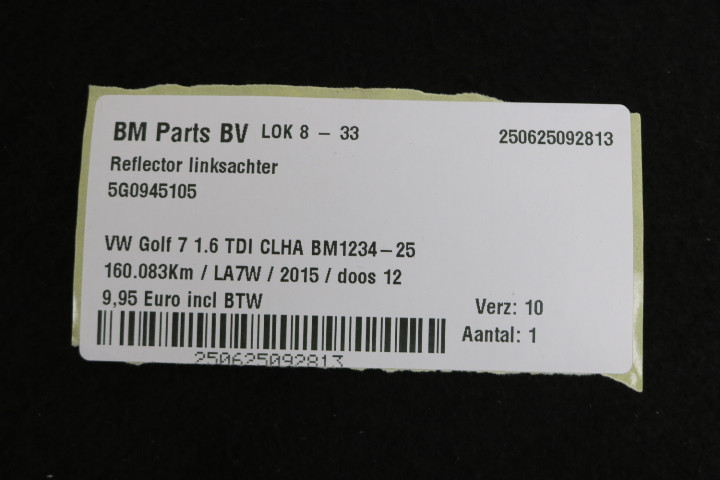 BM Parts BV LOK 8 - 33 250625092813
Reflector linksachter
5G0945105
VW Golf 7 1.6 TDI CLHA BM1234-25
160.083Km / LA7W / 2015 / doos 12
9,95 Euro incl BTW Verz: 10
Aantal: 1
250625092813